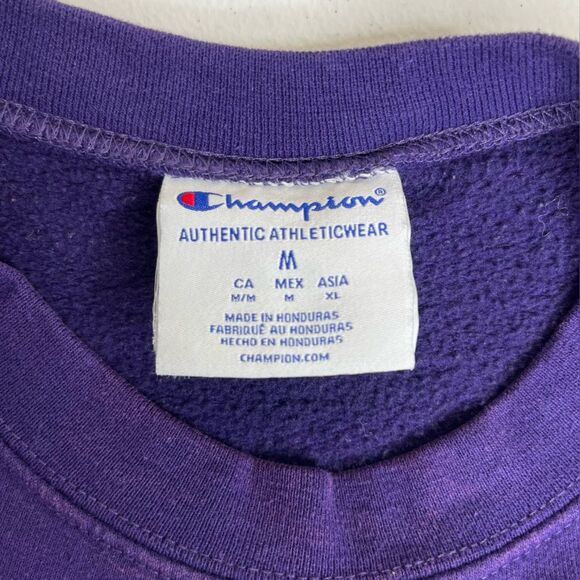 Champion®
AUTHENTIC ATHLETICWEAR
M
CA MEX ASIA
M/M M XL
MADE IN HONDURAS
FABRIQUÉ AU HONDURAS
HECHO EN HONDURAS
CHAMPION.COM